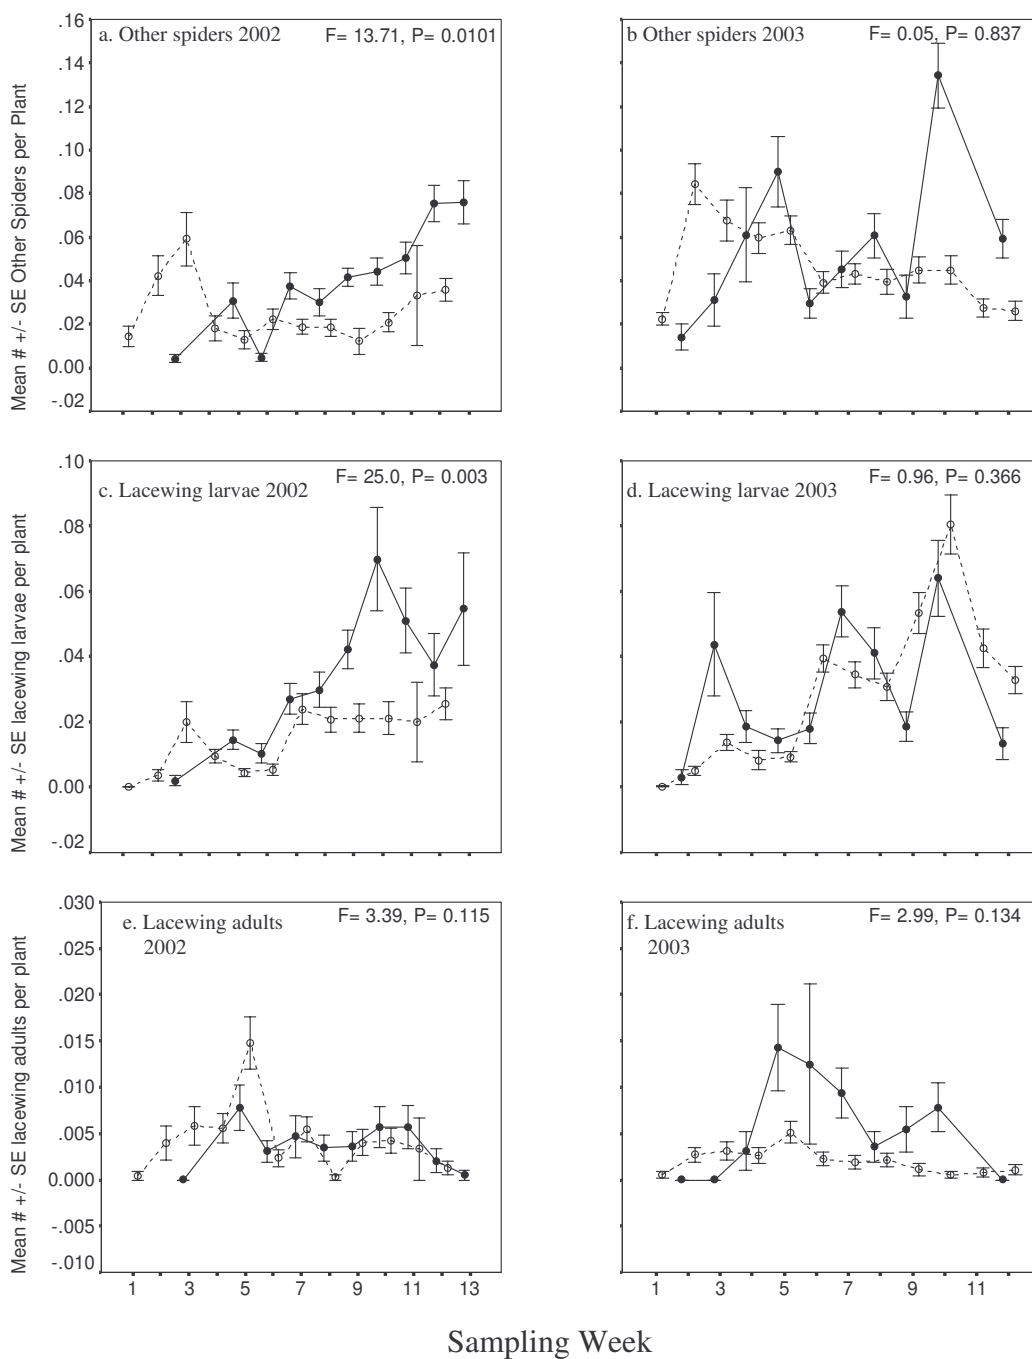 a. Other spiders 2002
F= 13.71, P= 0.0101
b Other spiders 2003
F= 0.05, P= 0.837
Mean # +/- SE Other Spiders per Plant
.16
.14
.12
.10
.08
.06
.04
.02
0.00
-.02
c. Lacewing larvae 2002
F= 25.0, P= 0.003
d. Lacewing larvae 2003
F= 0.96, P= 0.366
Mean # +/- SE lacewing larvae per plant
.10
.08
.06
.04
.02
0.00
-.02
e. Lacewing adults
2002
F= 3.39, P= 0.115
f. Lacewing adults
2003
F= 2.99, P= 0.134
Mean # +/- SE lacewing adults per plant
.030
.025
.020
.015
.010
.005
0.000
-.005
-.010
1 3 5 7 9 11 13
1 3 5 7 9 11
Sampling Week